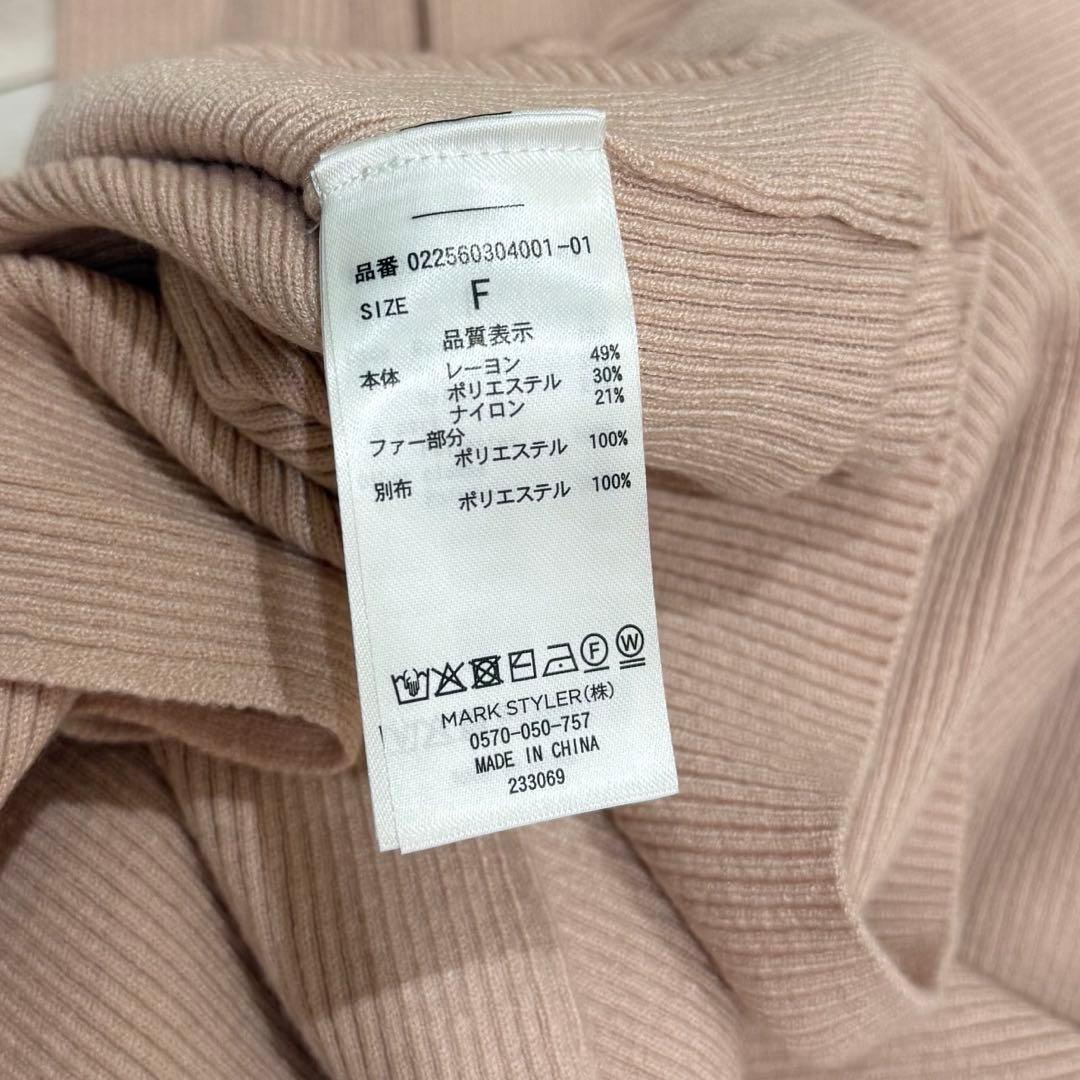 品番 022560304001-01
SIZE F
品質表示
本体 レーヨン 49%
ポリエステル 30%
ナイロン 21%
ファー部分
ポリエステル 100%
別布 ポリエステル 100%
F W
MARK STYLER(株)
0570-050-757
MADE IN CHINA
233069